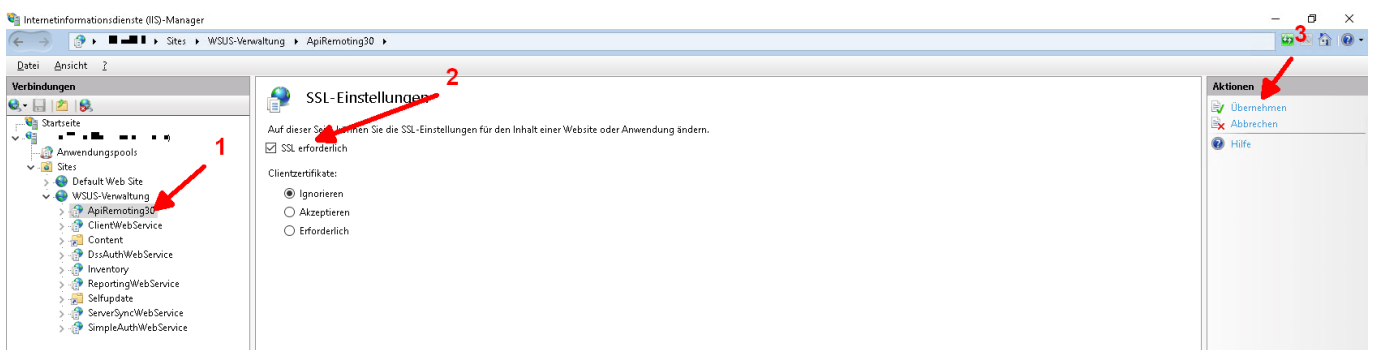 Internetinformationsdienste (IIS)-Manager
Sites WSUS-Verwaltung ApiRemoting30
3
Datei Ansicht ?
Verbindungen
Startseite
Anwendungspools
Sites
Default Web Site
WSUS-Verwaltung
ApiRemoting30
ClientWebService
Content
DssAuthWebService
Inventory
ReportingWebService
Selfupdate
ServerSyncWebService
SimpleAuthWebService
1
2
SSL-Einstellungen
Auf dieser Seite können Sie die SSL-Einstellungen für den Inhalt einer Website oder Anwendung ändern.
SSL erforderlich
Clientzertifikate:
Ignorieren
Akzeptieren
Erforderlich
Aktionen
Übernehmen
Abbrechen
Hilfe